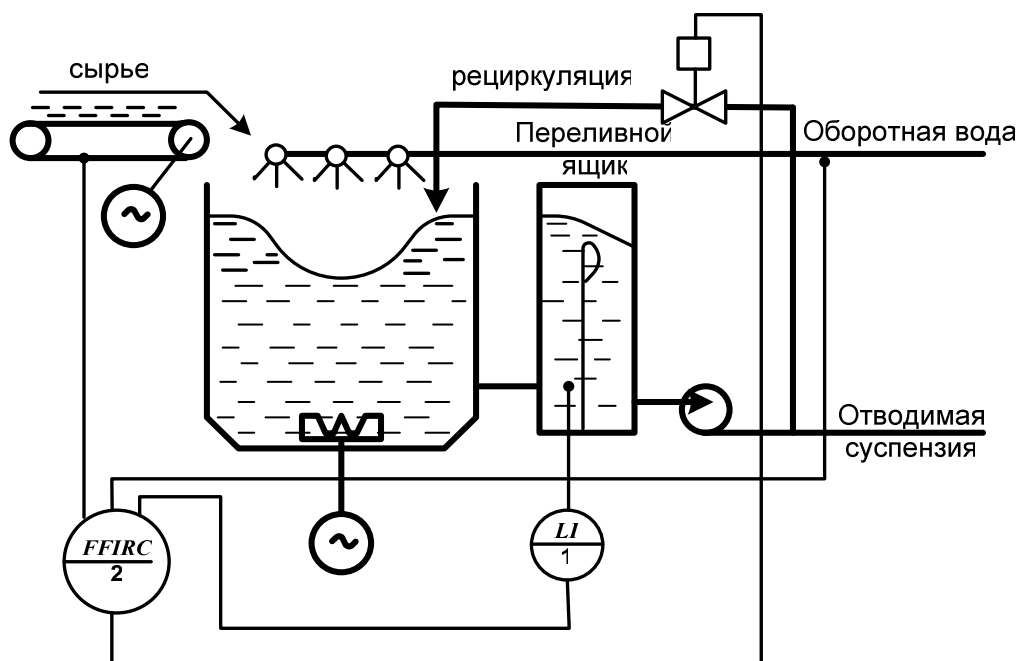 сырье
рециркуляция
Переливной
ящик
Оборотная вода
Отводимая
суспензия
FFIRC
2
LI
1